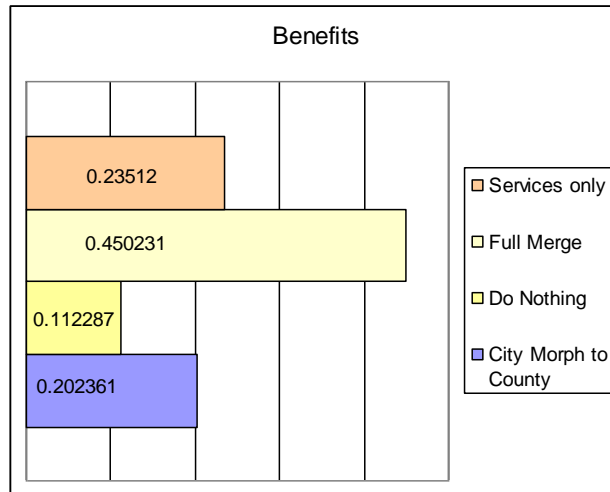 Benefits
0.23512
0.450231
0.112287
0.202361
Services only
Full Merge
Do Nothing
City Morph to
County